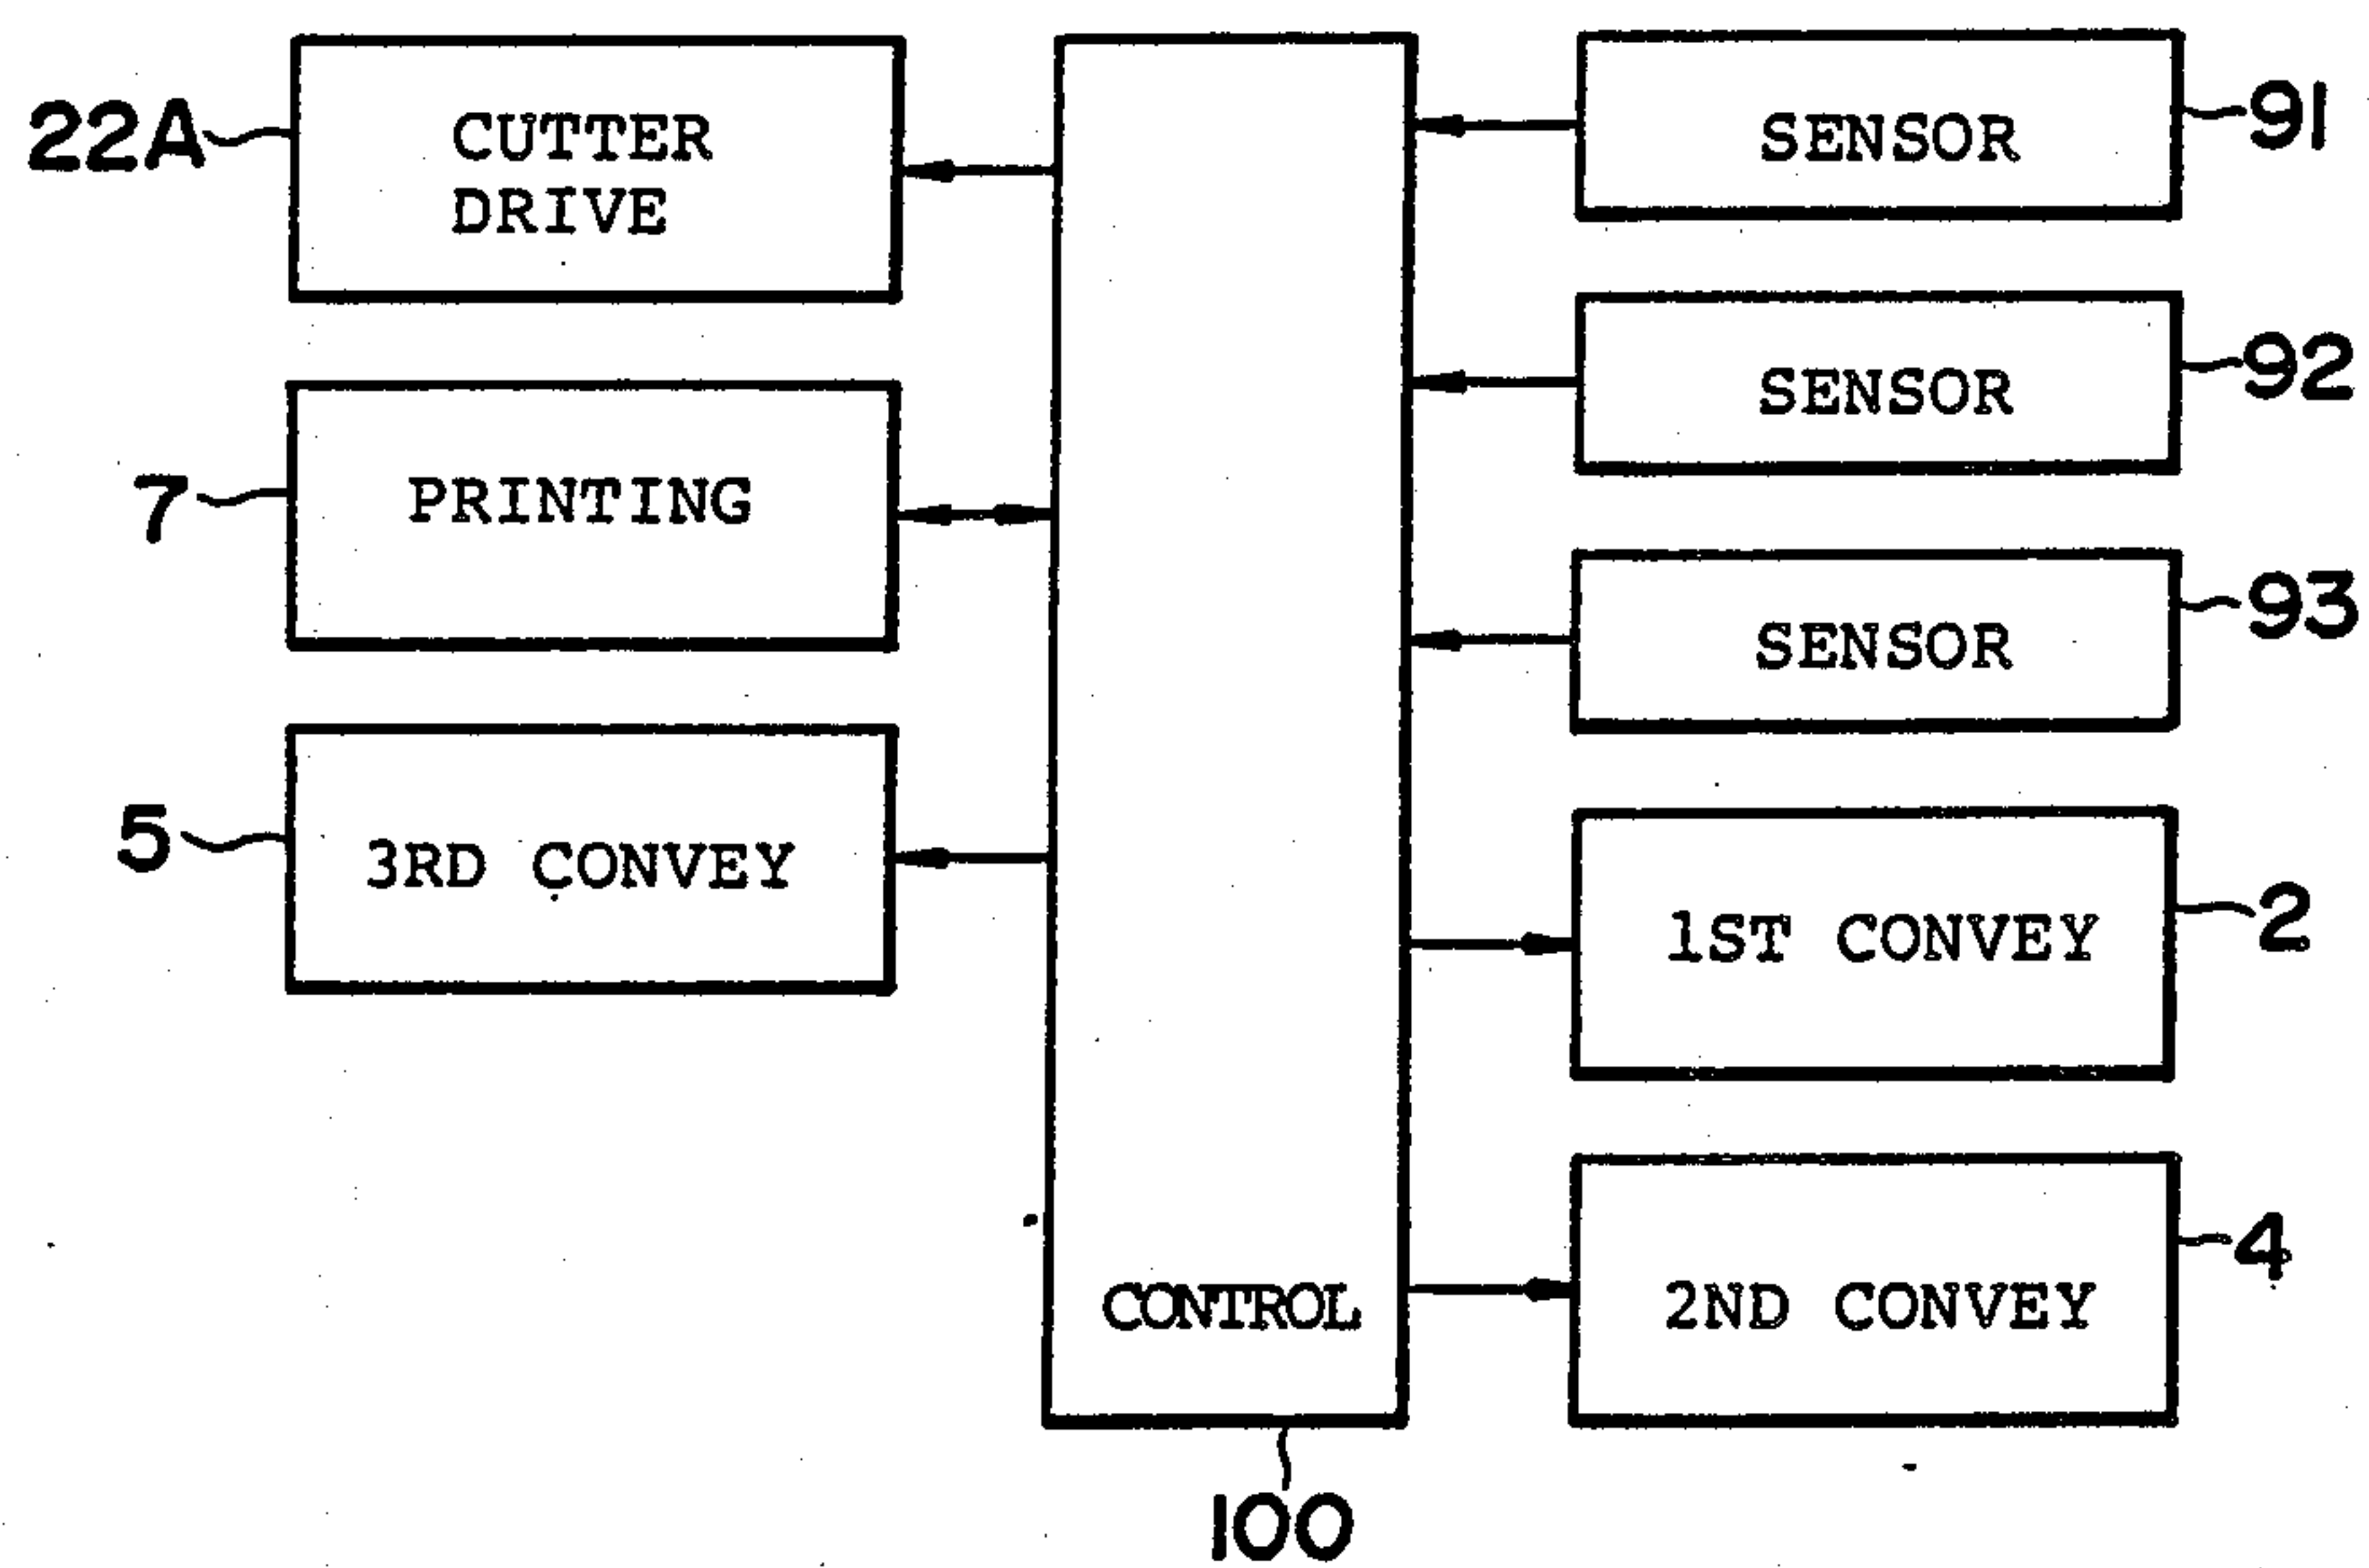 22A
CUTTER
DRIVE
7
PRINTING
5
3RD CONVEY
CONTROL
100
SENSOR
91
SENSOR
92
SENSOR
93
1ST CONVEY
2
2ND CONVEY
4